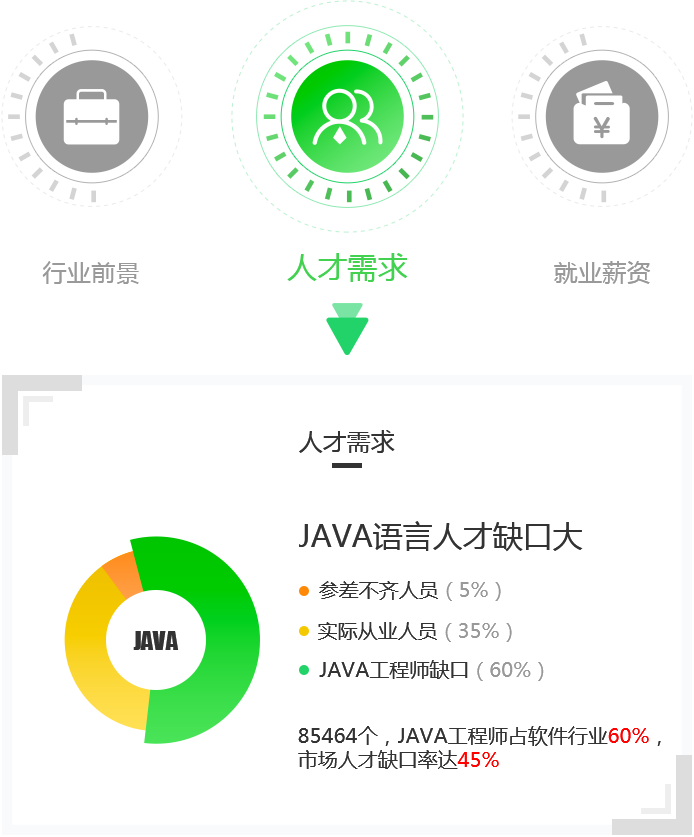 行业前景
人才需求
就业薪资
人才需求
JAVA语言人才缺口大
参差不齐人员（5%）
实际从业人员（35%）
JAVA工程师缺口（60%）
JAVA
85464个，JAVA工程师占软件行业60%，
市场人才缺口率达45%